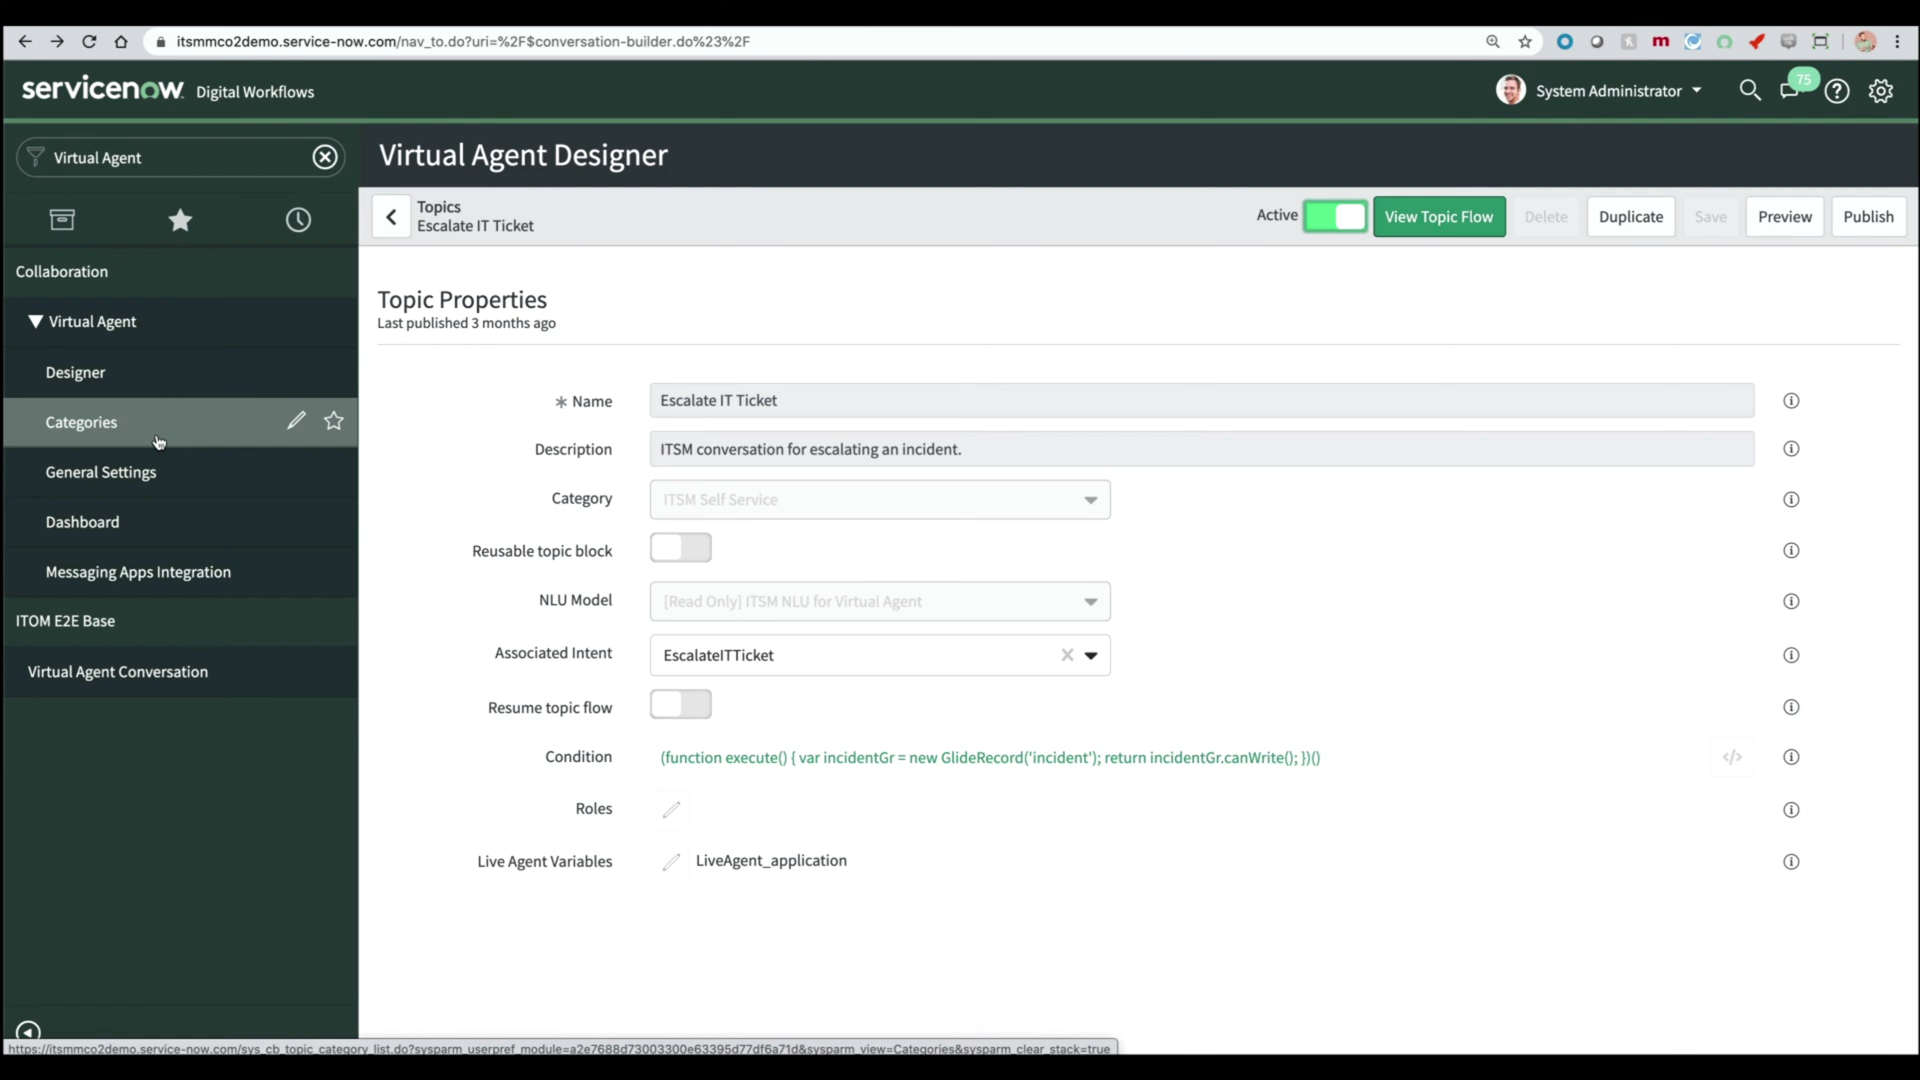 itsmmco2demo.service-now.com/nav_to.do?uri=%2F$conversation-builder.do%23%2F
servicenow Digital Workflows
System Administrator
75
Virtual Agent
Virtual Agent Designer
Topics
Escalate IT Ticket
Active
View Topic Flow
Delete
Duplicate
Save
Preview
Publish
Collaboration
Virtual Agent
Designer
Categories
General Settings
Dashboard
Messaging Apps Integration
ITOM E2E Base
Virtual Agent Conversation
Topic Properties
Last published 3 months ago
* Name
Escalate IT Ticket
Description
ITSM conversation for escalating an incident.
Category
ITSM Self Service
Reusable topic block
NLU Model
[Read Only] ITSM NLU for Virtual Agent
Associated Intent
EscalateITTicket
Resume topic flow
Condition
(function execute() { var incidentGr = new GlideRecord('incident'); return incidentGr.canWrite(); })()
Roles
Live Agent Variables
LiveAgent_application
https://itsmmco2demo.service-now.com/sys_cb_topic_category_list.do?sysparm_userpref_module=a2e7688d73003300e63395d77df6a71d&sysparm_view=Categories&sysparm_clear_stack=true